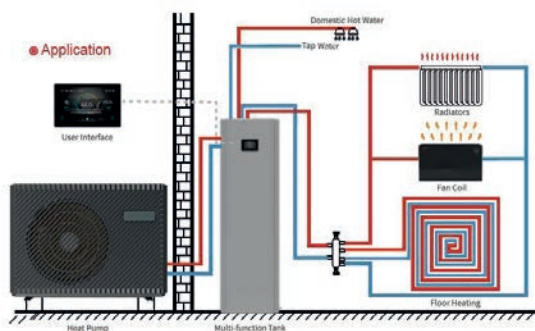 Domestic Hot Water
Tap Water
Application
User Interface
Radiators
Fan Coil
Floor Heating
Heat Pump
Multi-function Tank